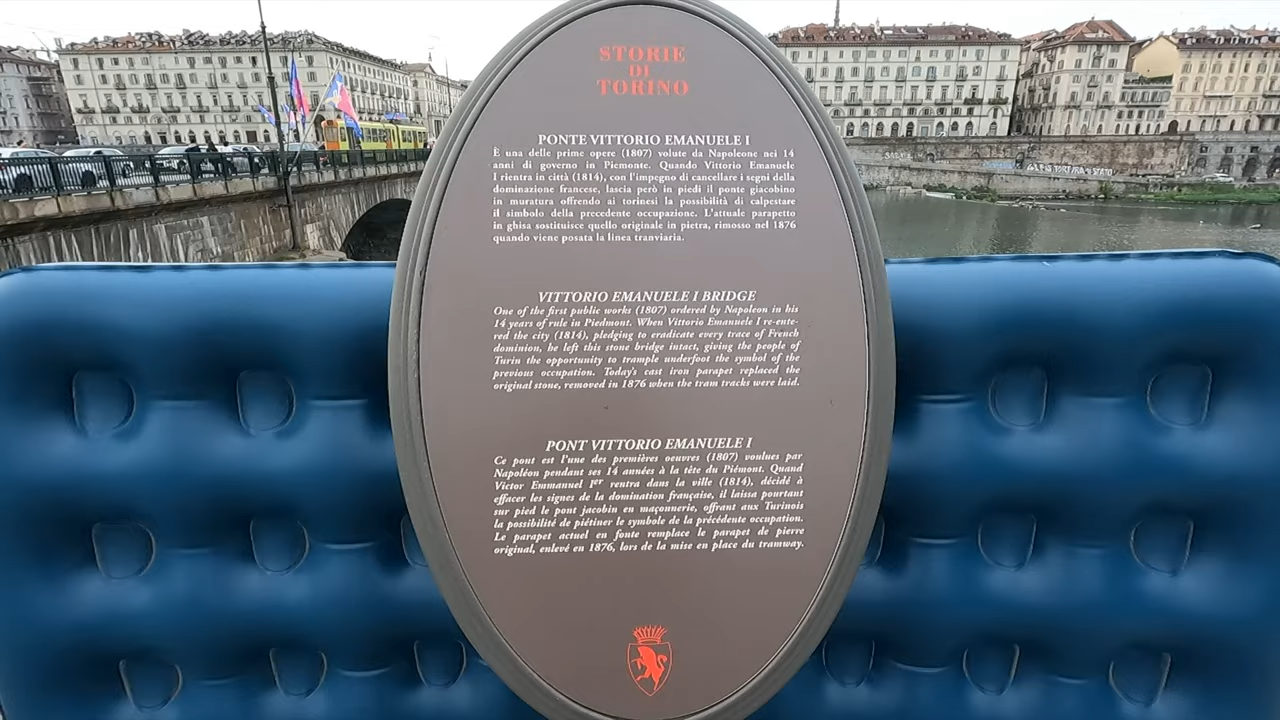 STORIE
DI
TORINO
PONTE VITTORIO EMANUELE I
È una delle prime opere (1807) volute da Napoleone nei 14
anni di governo in Piemonte. Quando Vittorio Emanuele
I rientra in città (1814), con l'impegno di cancellare i segni della
dominazione francese, lascia però in piedi il ponte giacobino
in muratura offrendo ai torinesi la possibilità di calpestare
il simbolo della precedente occupazione. L'attuale parapetto
in ghisa sostituisce quello originale in pietra, rimosso nel 1876
quando viene posata la linea tranviaria.
VITTORIO EMANUELE I BRIDGE
One of the first public works (1807) ordered by Napoleon in his
14 years of rule in Piedmont. When Vittorio Emanuele I re-ente-
red the city (1814), pledging to eradicate every trace of French
dominion, he left this stone bridge intact, giving the people of
Turin the opportunity to trample underfoot the symbol of the
previous occupation. Today's cast iron parapet replaced the
original stone, removed in 1876 when the tram tracks were laid.
PONT VITTORIO EMANUELE I
Ce pont est l'une des premières oeuvres (1807) voulues par
Napoléon pendant ses 14 années à la tête du Piémont. Quand
Victor Emmanuel Ier rentra dans la ville (1814), décidé à
effacer les signes de la domination française, il laissa pourtant
sur pied le pont jacobin en maçonnerie, offrant aux Turinois
la possibilité de piétiner le symbole de la précédente occupation.
Le parapet actuel en fonte remplace le parapet de pierre
original, enlevé en 1876, lors de la mise en place du tramway.